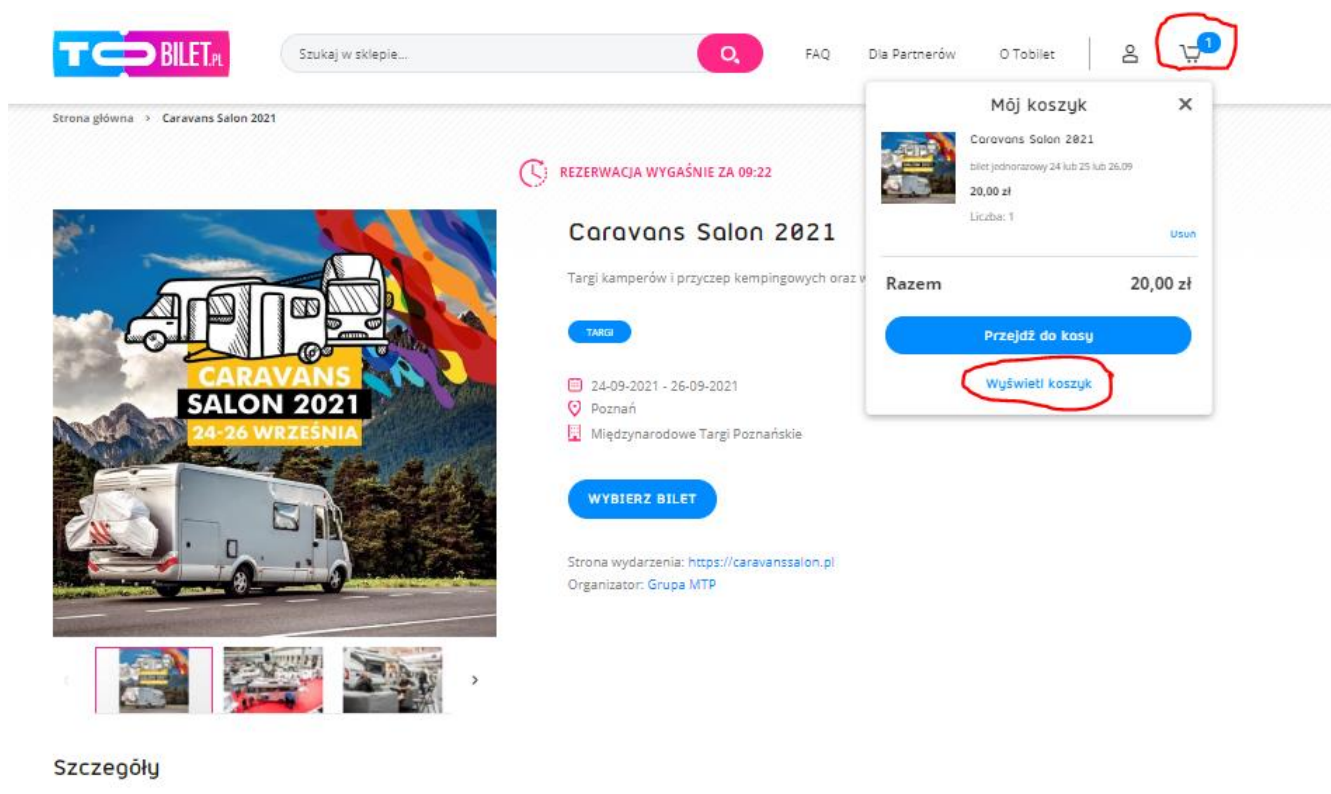 TOBILET.PL
Szukaj w sklepie...
FAQ
Dla Partnerów
O Tobilet
1
Strona główna > Caravans Salon 2021
Mój koszyk
Caravans Salon 2021
bilet jednorazowy 24 lub 25 lub 26.09
20,00 zł
Liczba: 1
Usuń
Razem 20,00 zł
Przejdź do kasy
Wyświetl koszyk
REZERWACJA WYGAŚNIE ZA 09:22
CARAVANS
SALON 2021
24-26 WRZEŚNIA
Caravans Salon 2021
Targi kamperów i przyczep kempingowych oraz w
TARGI
24-09-2021 - 26-09-2021
Poznań
Międzynarodowe Targi Poznańskie
WYBIERZ BILET
Strona wydarzenia: https://caravanssalon.pl
Organizator: Grupa MTP
Szczegóły